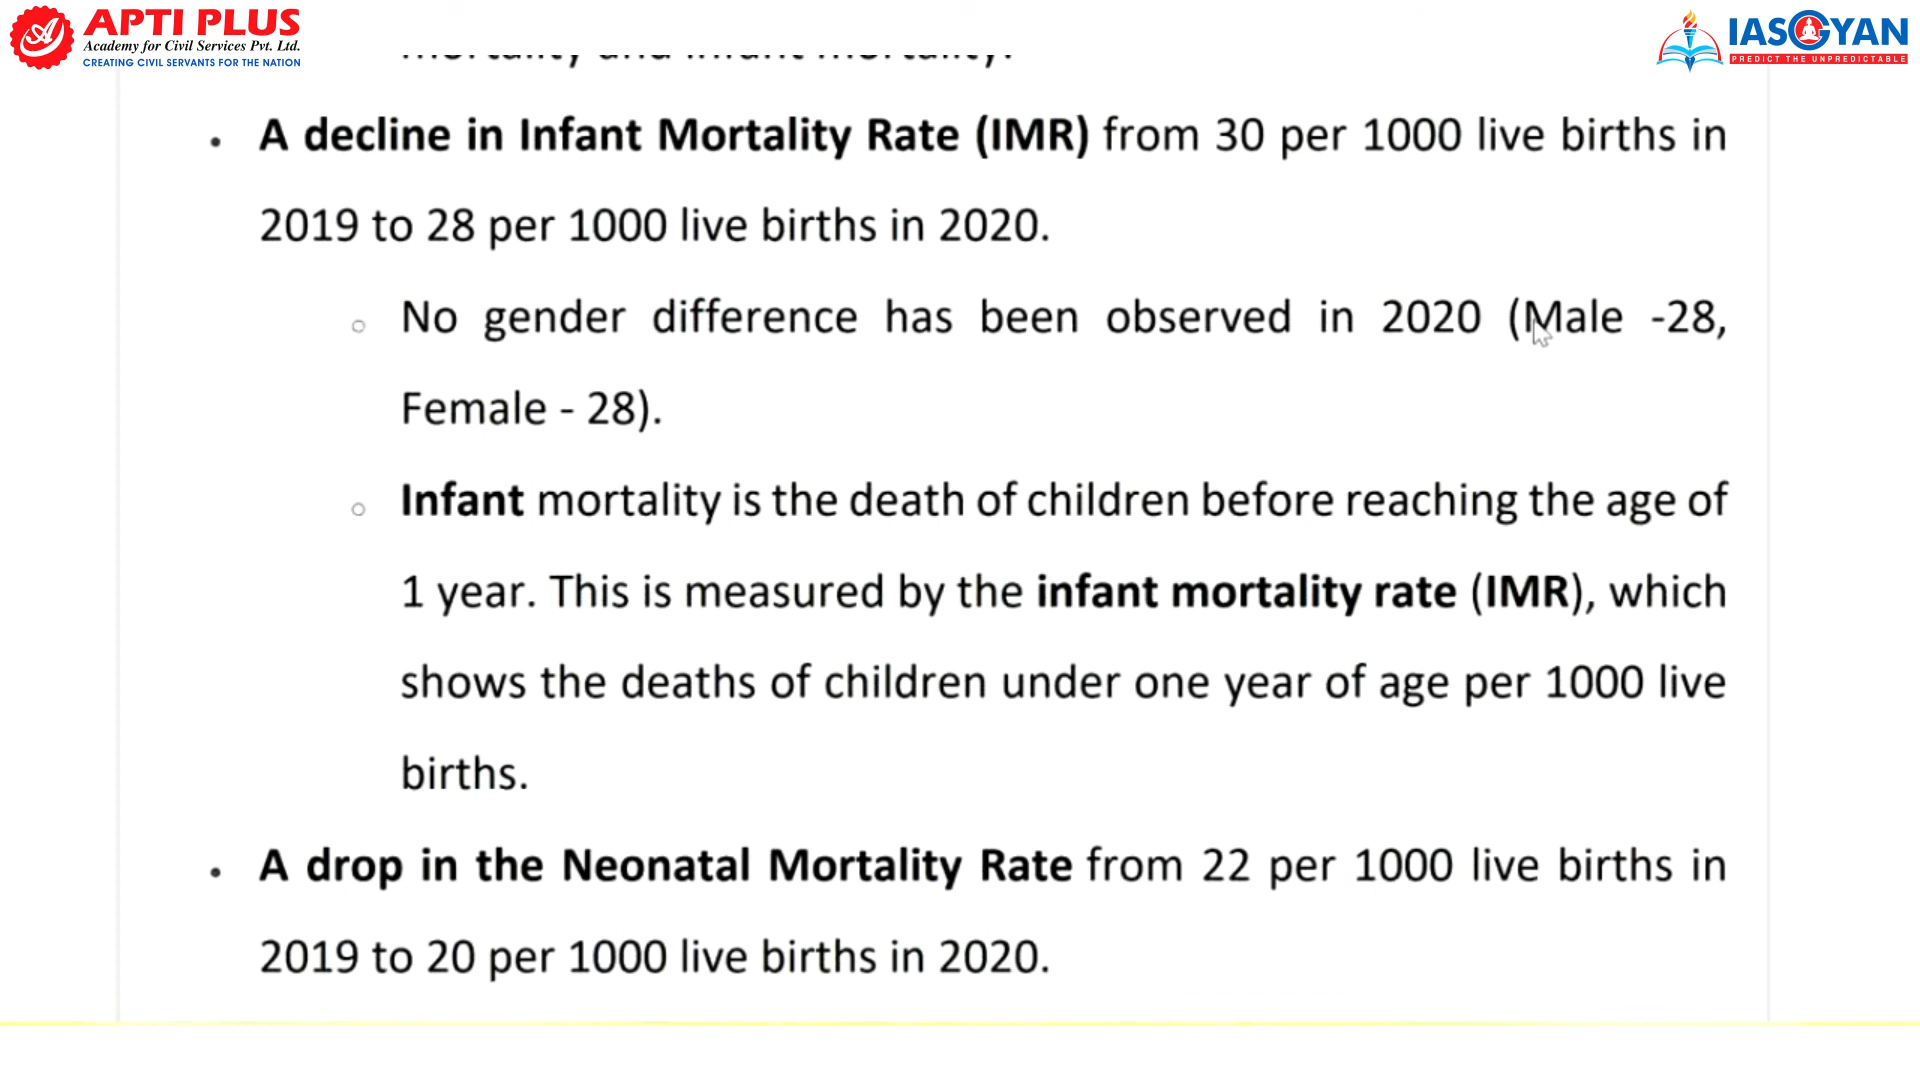 APTI PLUS
Academy for Civil Services Pvt. Ltd.
CREATING CIVIL SERVANTS FOR THE NATION
IASGYAN
PREDICT THE UNPREDICTABLE
mortality and infant mortality.
• A decline in Infant Mortality Rate (IMR) from 30 per 1000 live births in
2019 to 28 per 1000 live births in 2020.
○ No gender difference has been observed in 2020 (Male -28,
Female - 28).
○ Infant mortality is the death of children before reaching the age of
1 year. This is measured by the infant mortality rate (IMR), which
shows the deaths of children under one year of age per 1000 live
births.
• A drop in the Neonatal Mortality Rate from 22 per 1000 live births in
2019 to 20 per 1000 live births in 2020.